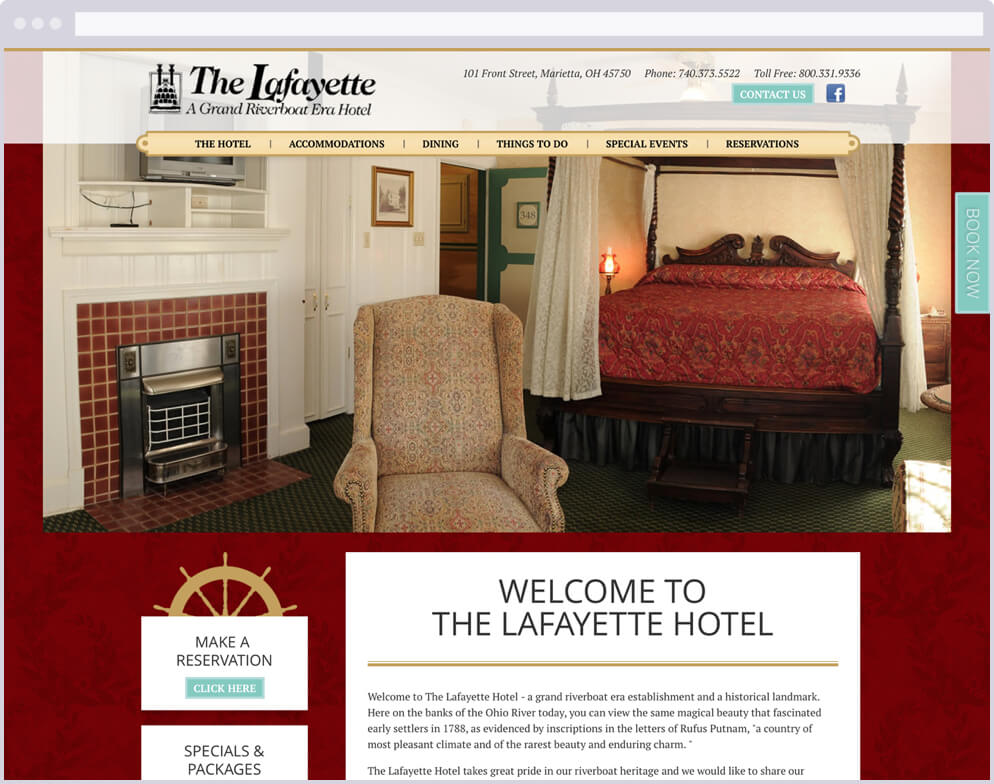 The Lafayette
A Grand Riverboat Era Hotel
101 Front Street, Marietta, OH 45750 Phone: 740.373.5522 Toll Free: 800.331.9336
CONTACT US f
THE HOTEL | ACCOMMODATIONS | DINING | THINGS TO DO | SPECIAL EVENTS | RESERVATIONS
348
BOOK NOW
MAKE A
RESERVATION
CLICK HERE
SPECIALS &
PACKAGES
WELCOME TO
THE LAFAYETTE HOTEL
Welcome to The Lafayette Hotel - a grand riverboat era establishment and a historical landmark.
Here on the banks of the Ohio River today, you can view the same magical beauty that fascinated
early settlers in 1788, as evidenced by inscriptions in the letters of Rufus Putnam, "a country of
most pleasant climate and of the rarest beauty and enduring charm. "
The Lafayette Hotel takes great pride in our riverboat heritage and we would like to share our